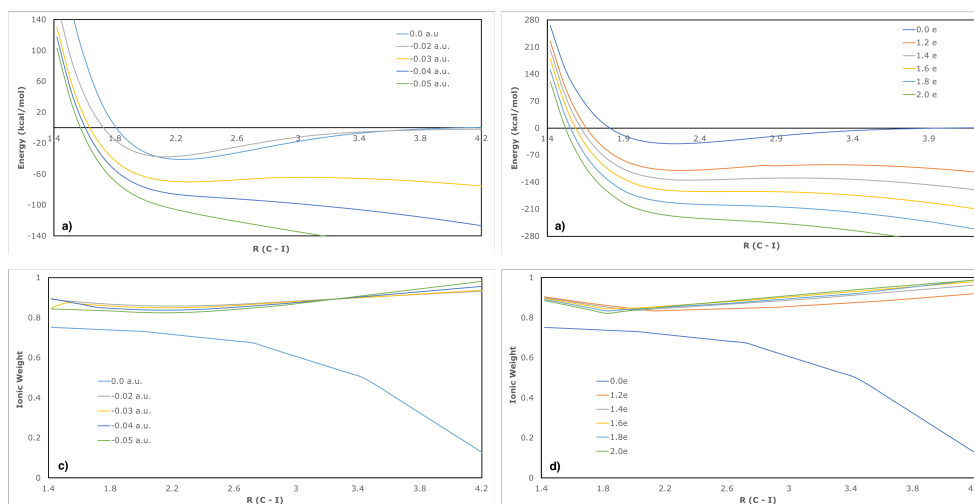 140
100
60
20
-20
-60
-100
-140
Energy (kcal/mol)
1.4
1.8
2.2
2.6
3
3.4
3.8
4.2
R (C - I)
a)
0.0 a.u
-0.02 a.u.
-0.03 a.u.
-0.04 a.u.
-0.05 a.u.
280
210
140
70
0
-70
-140
-210
-280
Energy (kcal/mol)
1.4
1.9
2.4
2.9
3.4
3.9
R (C - I)
a)
0.0 e
1.2 e
1.4 e
1.6 e
1.8 e
2.0 e
1
0.8
0.6
0.4
0.2
0
Ionic Weight
1.4
1.8
2.2
2.6
3
3.4
3.8
4.2
R (C - I)
c)
0.0 a.u.
-0.02 a.u.
-0.03 a.u.
-0.04 a.u.
-0.05 a.u.
1
0.8
0.6
0.4
0.2
0
Ionic Weight
1.4
1.8
2.2
2.6
3
3.4
3.8
R (C - I)
d)
0.0e
1.2e
1.4e
1.6e
1.8e
2.0e